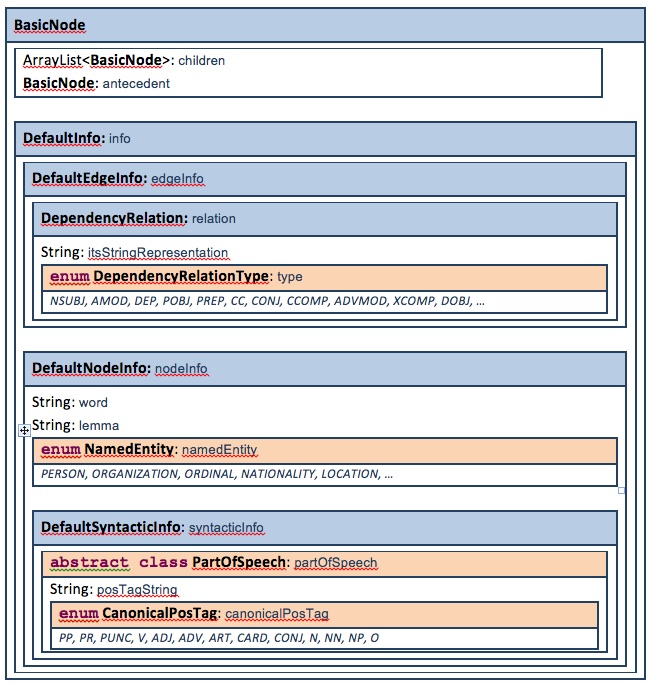 BasicNode
ArrayList<BasicNode>: children
BasicNode: antecedent
DefaultInfo: info
DefaultEdgeInfo: edgeInfo
DependencyRelation: relation
String: itsStringRepresentation
enum DependencyRelationType: type
NSUBJ, AMOD, DEP, POBJ, PREP, CC, CONJ, CCOMP, ADVMOD, XCOMP, DOBJ, ...
DefaultNodeInfo: nodeInfo
String: word
String: lemma
enum NamedEntity: namedEntity
PERSON, ORGANIZATION, ORDINAL, NATIONALITY, LOCATION, ...
DefaultSyntacticInfo: syntacticInfo
abstract class PartOfSpeech: partOfSpeech
String: posTagString
enum CanonicalPosTag: canonicalPosTag
PP, PR, PUNC, V, ADJ, ADV, ART, CARD, CONJ, N, NN, NP, O